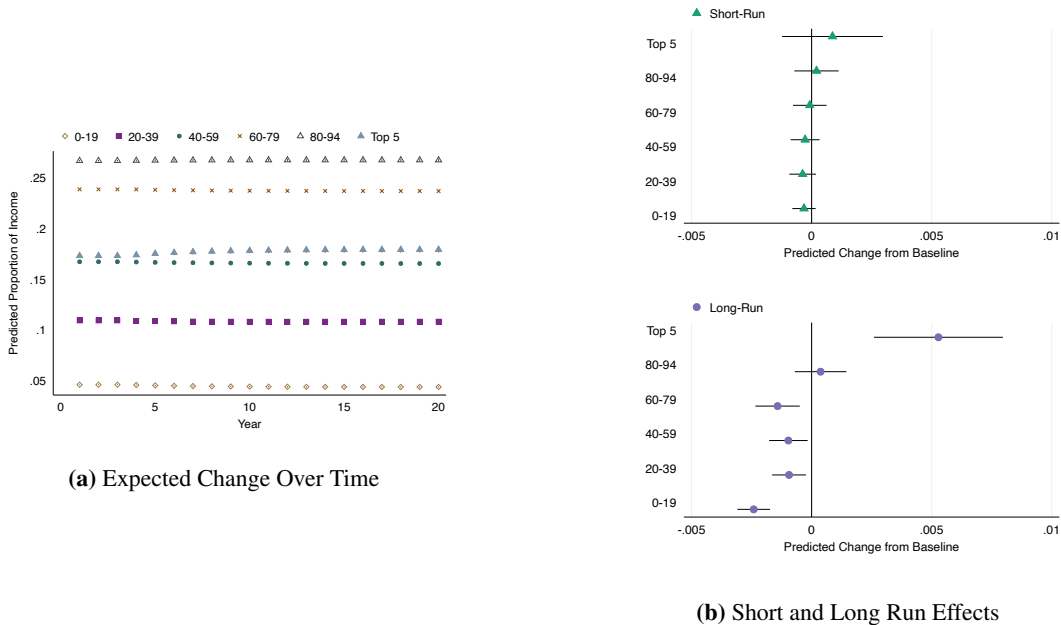 0-19 20-39 40-59 60-79 80-94 Top 5
Predicted Proportion of Income
.25
.2
.15
.1
.05
0 5 10 15 20
Year
(a) Expected Change Over Time
Short-Run
Top 5
80-94
60-79
40-59
20-39
0-19
-.005 0 .005 .01
Predicted Change from Baseline
Long-Run
Top 5
80-94
60-79
40-59
20-39
0-19
-.005 0 .005 .01
Predicted Change from Baseline
(b) Short and Long Run Effects